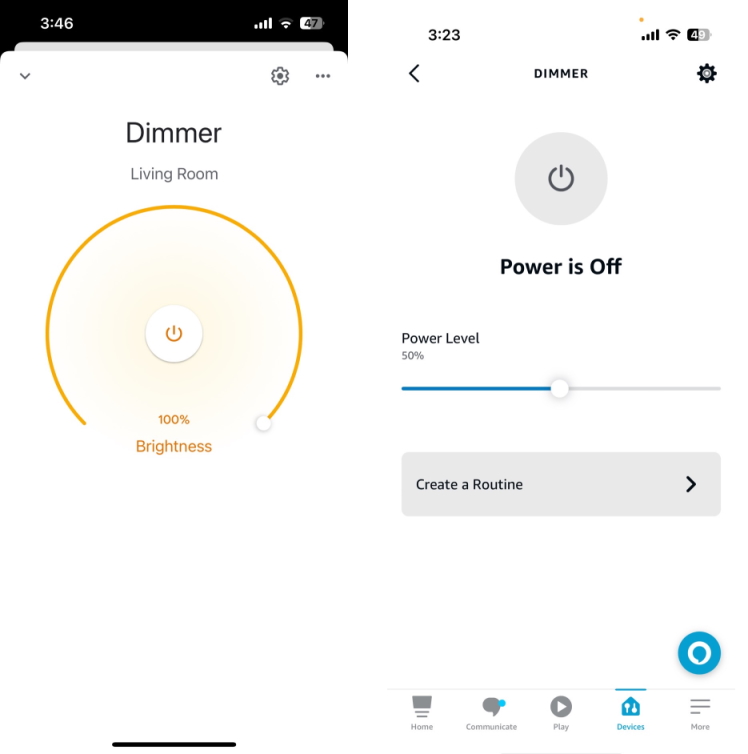 3:46
47
Dimmer
Living Room
100%
Brightness
3:23
49
DIMMER
Power is Off
Power Level
50%
Create a Routine
Home
Communicate
Play
Devices
More